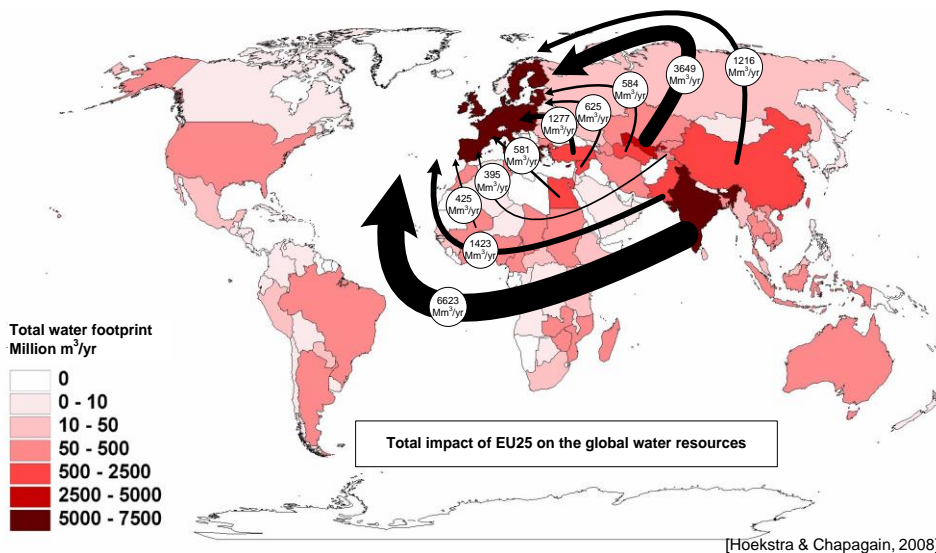 1216
Mm³/yr
3649
Mm³/yr
584
Mm³/yr
625
Mm³/yr
1277
Mm³/yr
581
Mm³/yr
395
Mm³/yr
425
Mm³/yr
1423
Mm³/yr
6623
Mm³/yr
Total water footprint
Million m³/yr
0
0 - 10
10 - 50
50 - 500
500 - 2500
2500 - 5000
5000 - 7500
Total impact of EU25 on the global water resources
[Hoekstra & Chapagain, 2008]